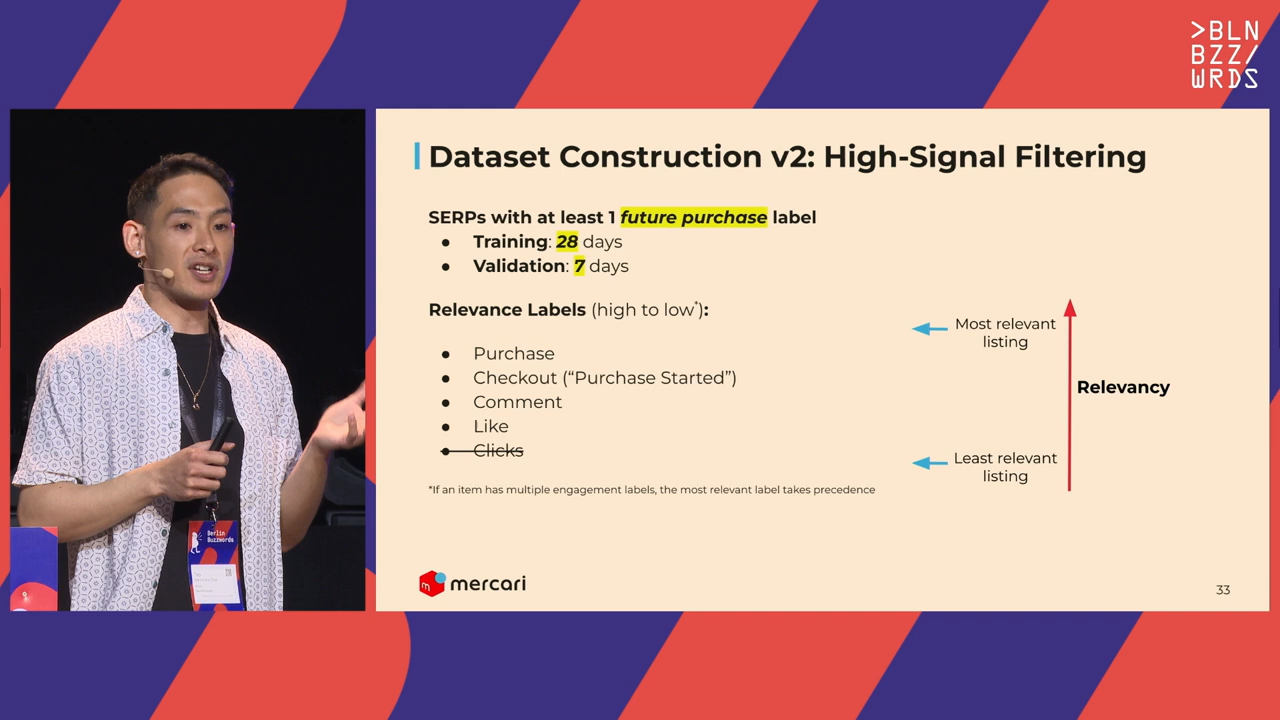 >BLN
BZZ/
WRDS
Dataset Construction v2: High-Signal Filtering
SERPs with at least 1 future purchase label
● Training: 28 days
● Validation: 7 days
Relevance Labels (high to low*):
● Purchase
● Checkout (“Purchase Started”)
● Comment
● Like
● Clicks
*If an item has multiple engagement labels, the most relevant label takes precedence
Most relevant
listing
Relevancy
Least relevant
listing
mercari
33
Berlin
Buzzwords